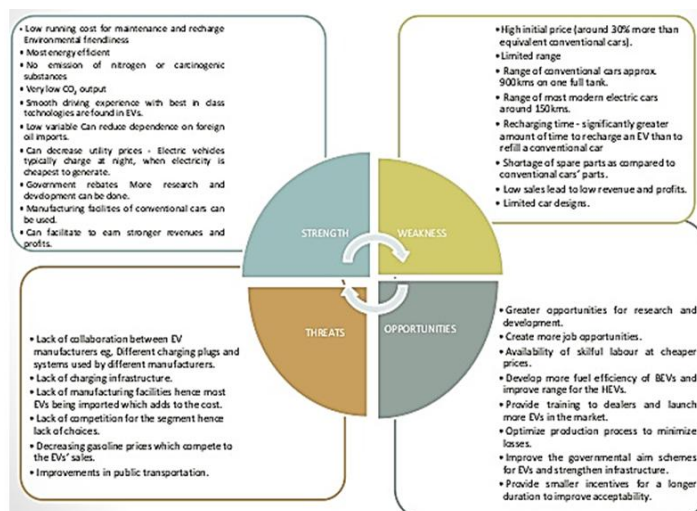 • Low running cost for maintenance and recharge
Environmental friendliness
• Most energy efficient
• No emission of nitrogen or carcinogenic
substances
• Very low CO₂ output
• Smooth driving experience with best in class
technologies are found in EVs.
• Low variable Can reduce dependence on foreign
oil imports.
• Can decrease utility prices - Electric vehicles
typically charge at night, when electricity is
cheapest to generate.
• Government rebates More research and
development can be done.
• Manufacturing facilities of conventional cars can
be used.
• Can facilitate to earn stronger revenues and
profits.
• High initial price (around 30% more than
equivalent conventional cars).
• Limited range
• Range of conventional cars approx.
900kms on one full tank.
• Range of most modern electric cars
around 150kms.
• Recharging time - significantly greater
amount of time to recharge an EV than to
refill a conventional car
• Shortage of spare parts as compared to
conventional cars' parts.
• Low sales lead to low revenue and profits.
• Limited car designs.
STRENGTH
WEAKNESS
THREATS
OPPORTUNITIES
• Lack of collaboration between EV
manufacturers eg, Different charging plugs and
systems used by different manufacturers.
• Lack of charging infrastructure.
• Lack of manufacturing facilities hence most
EVs being imported which adds to the cost.
• Lack of competition for the segment hence
lack of choices.
• Decreasing gasoline prices which compete to
the EVs' sales.
• Improvements in public transportation.
• Greater opportunities for research and
development.
• Create more job opportunities.
• Availability of skilful labour at cheaper
prices.
• Develop more fuel efficiency of BEVs and
improve range for the HEVs.
• Provide training to dealers and launch
more EVs in the market.
• Optimize production process to minimize
losses.
• Improve the governmental aim schemes
for EVs and strengthen infrastructure.
• Provide smaller incentives for a longer
duration to improve acceptability.